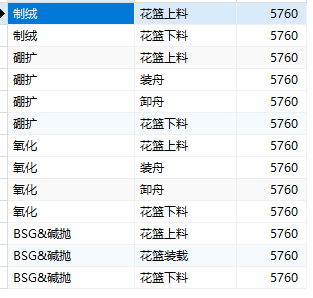 制绒 花篮上料 5760
制绒 花篮下料 5760
硼扩 花篮上料 5760
硼扩 装舟 5760
硼扩 卸舟 5760
硼扩 花篮下料 5760
氧化 花篮上料 5760
氧化 装舟 5760
氧化 卸舟 5760
氧化 花篮下料 5760
BSG&碱抛 花篮上料 5760
BSG&碱抛 花篮装载 5760
BSG&碱抛 花篮下料 5760